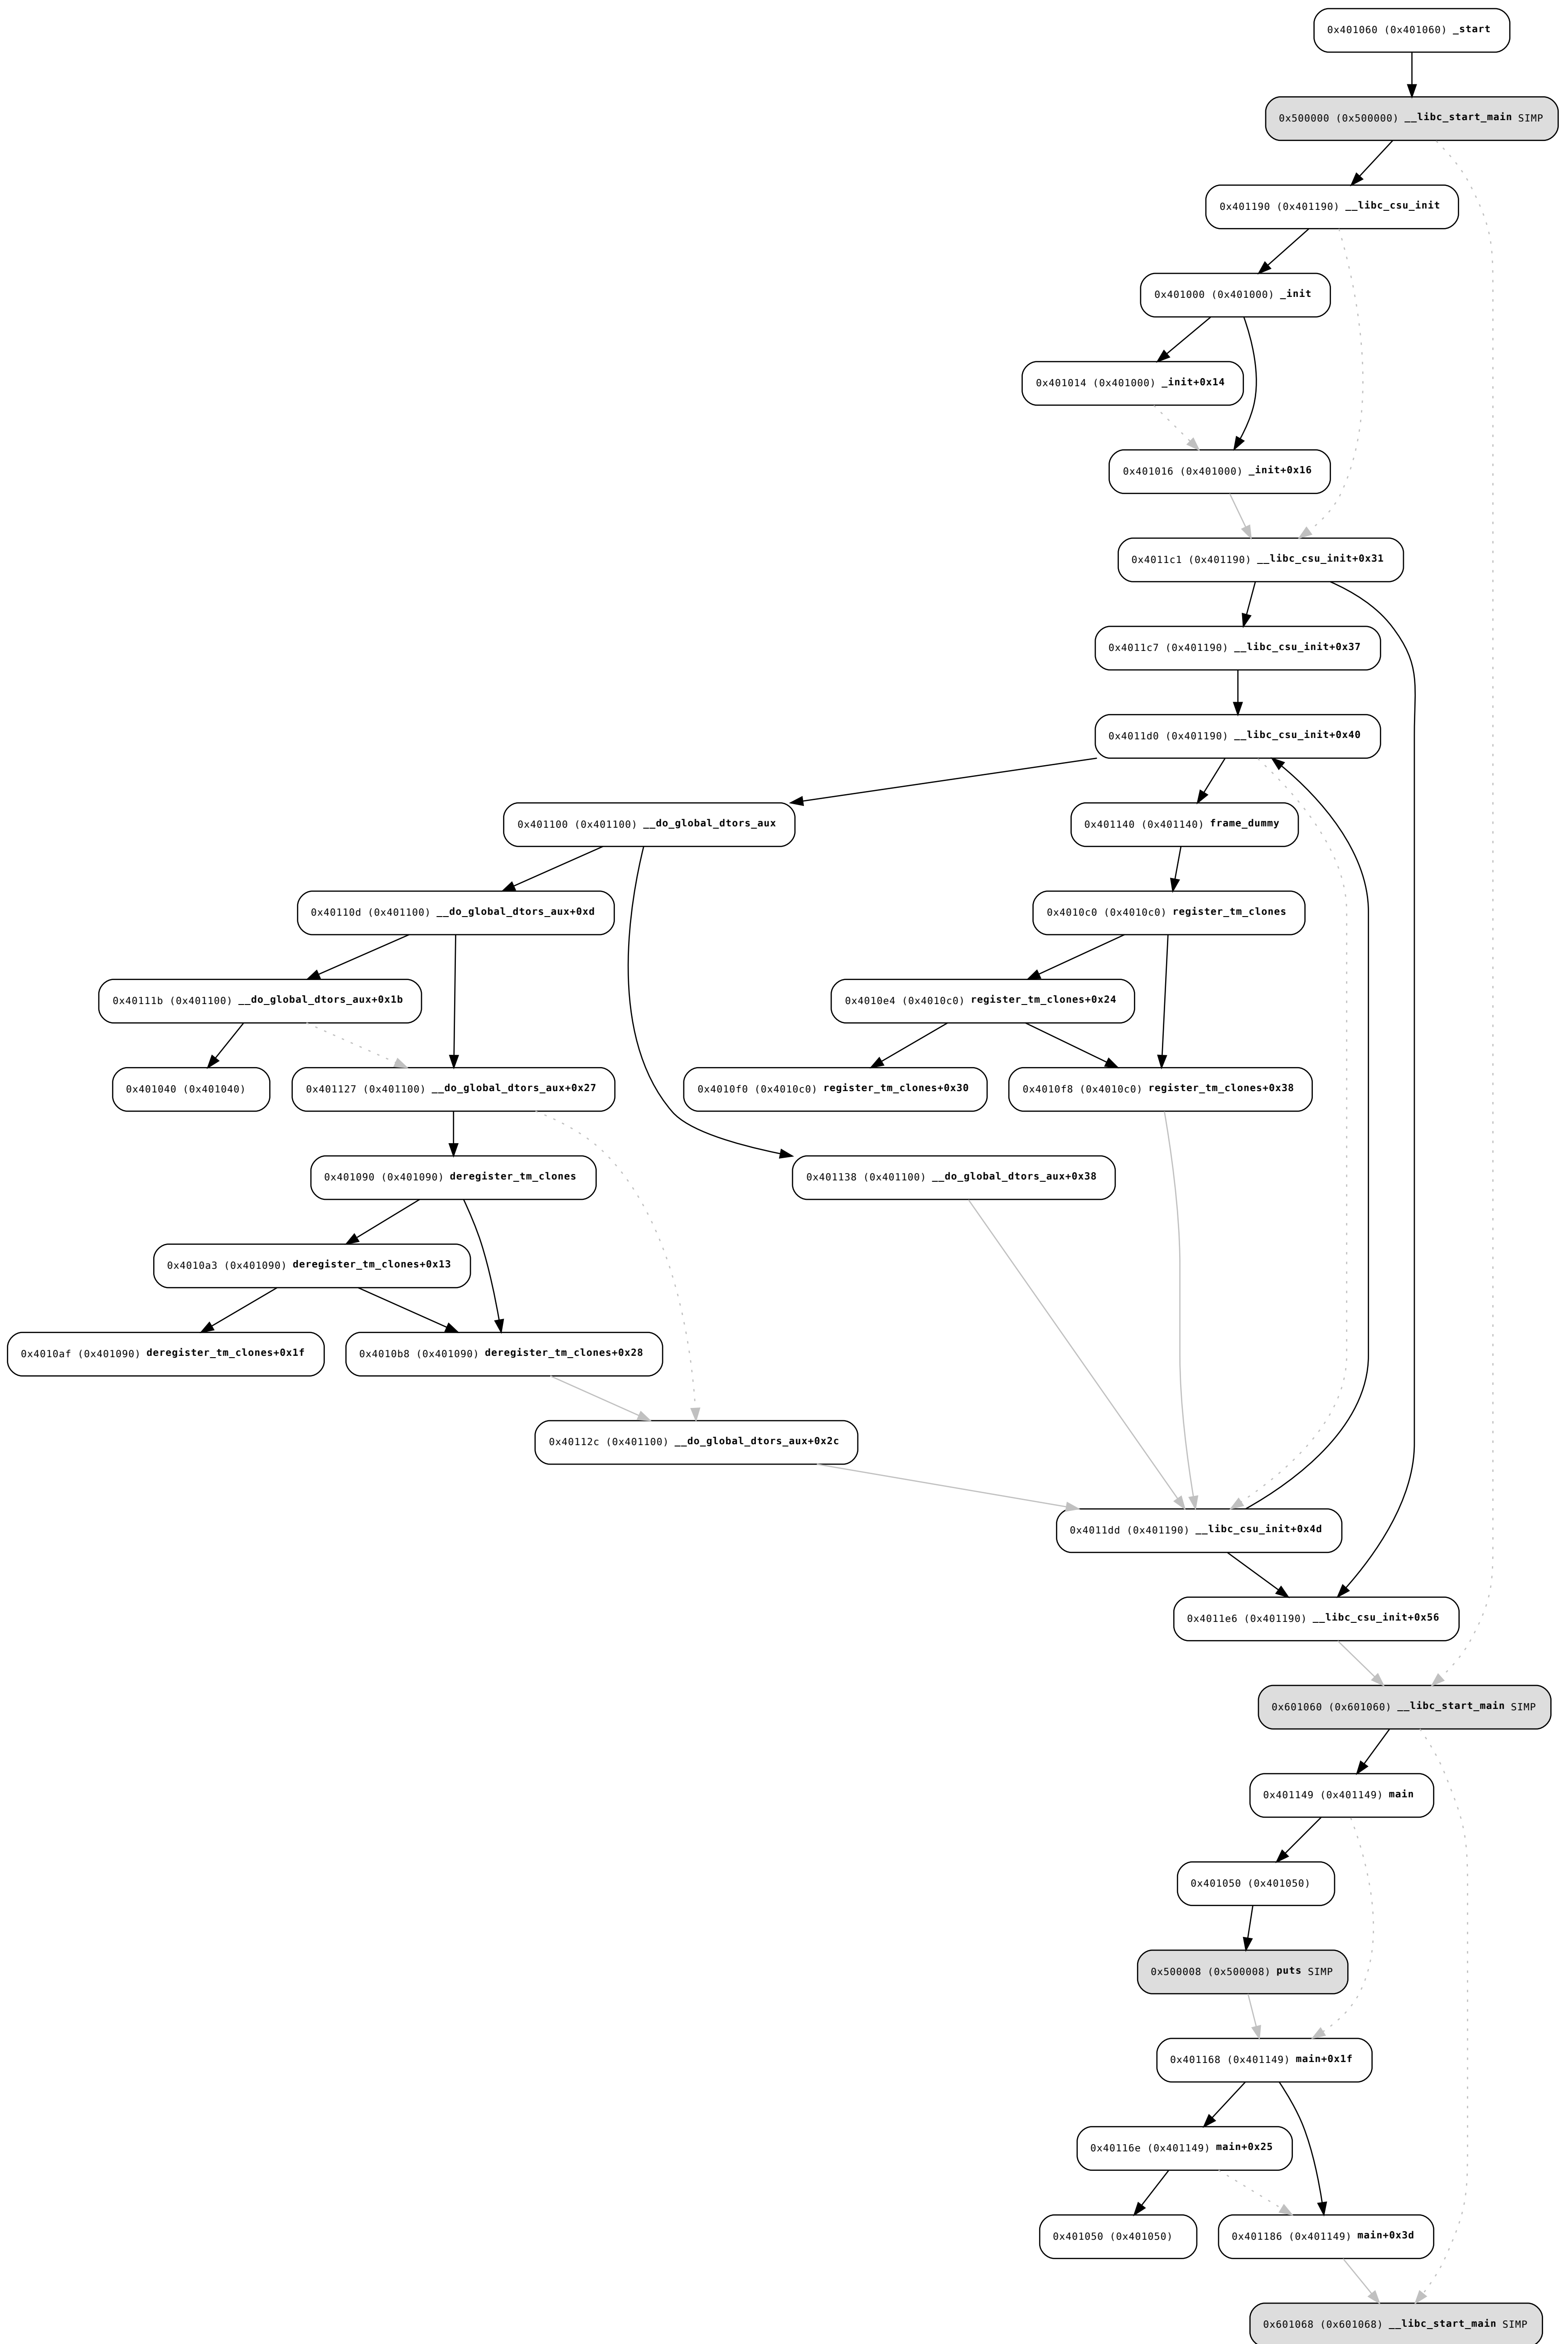 0x401060 (0x401060) _start
0x500000 (0x500000) __libc_start_main SIMP
0x401190 (0x401190) __libc_csu_init
0x401000 (0x401000) _init
0x401014 (0x401000) _init+0x14
0x401016 (0x401000) _init+0x16
0x4011c1 (0x401190) __libc_csu_init+0x31
0x4011c7 (0x401190) __libc_csu_init+0x37
0x4011d0 (0x401190) __libc_csu_init+0x40
0x401100 (0x401100) __do_global_dtors_aux
0x401140 (0x401140) frame_dummy
0x40110d (0x401100) __do_global_dtors_aux+0xd
0x4010c0 (0x4010c0) register_tm_clones
0x40111b (0x401100) __do_global_dtors_aux+0x1b
0x4010e4 (0x4010c0) register_tm_clones+0x24
0x401040 (0x401040)
0x401127 (0x401100) __do_global_dtors_aux+0x27
0x4010f0 (0x4010c0) register_tm_clones+0x30
0x4010f8 (0x4010c0) register_tm_clones+0x38
0x401090 (0x401090) deregister_tm_clones
0x401138 (0x401100) __do_global_dtors_aux+0x38
0x4010a3 (0x401090) deregister_tm_clones+0x13
0x4010af (0x401090) deregister_tm_clones+0x1f
0x4010b8 (0x401090) deregister_tm_clones+0x28
0x40112c (0x401100) __do_global_dtors_aux+0x2c
0x4011dd (0x401190) __libc_csu_init+0x4d
0x4011e6 (0x401190) __libc_csu_init+0x56
0x601060 (0x601060) __libc_start_main SIMP
0x401149 (0x401149) main
0x401050 (0x401050)
0x500008 (0x500008) puts SIMP
0x401168 (0x401149) main+0x1f
0x40116e (0x401149) main+0x25
0x401050 (0x401050)
0x401186 (0x401149) main+0x3d
0x601068 (0x601068) __libc_start_main SIMP